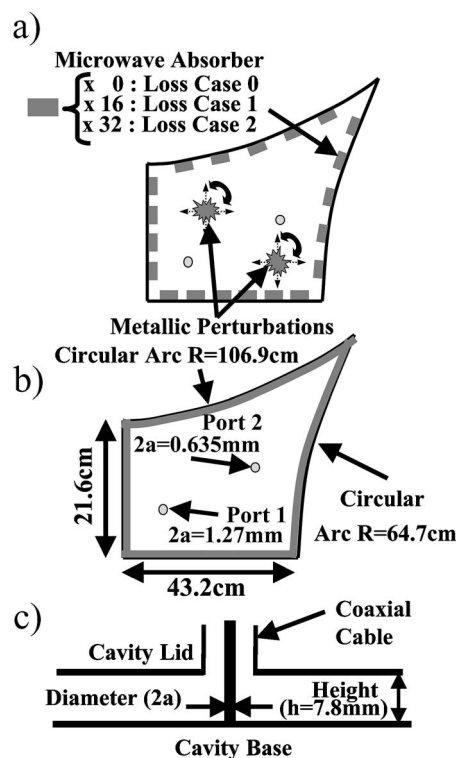 a)
Microwave Absorber
x 0 : Loss Case 0
x 16 : Loss Case 1
x 32 : Loss Case 2
Metallic Perturbations
b)
Circular Arc R=106.9cm
Port 2
2a=0.635mm
21.6cm
Port 1
2a=1.27mm
Circular
Arc R=64.7cm
43.2cm
c)
Coaxial
Cable
Cavity Lid
Diameter (2a)
Height
(h=7.8mm)
Cavity Base